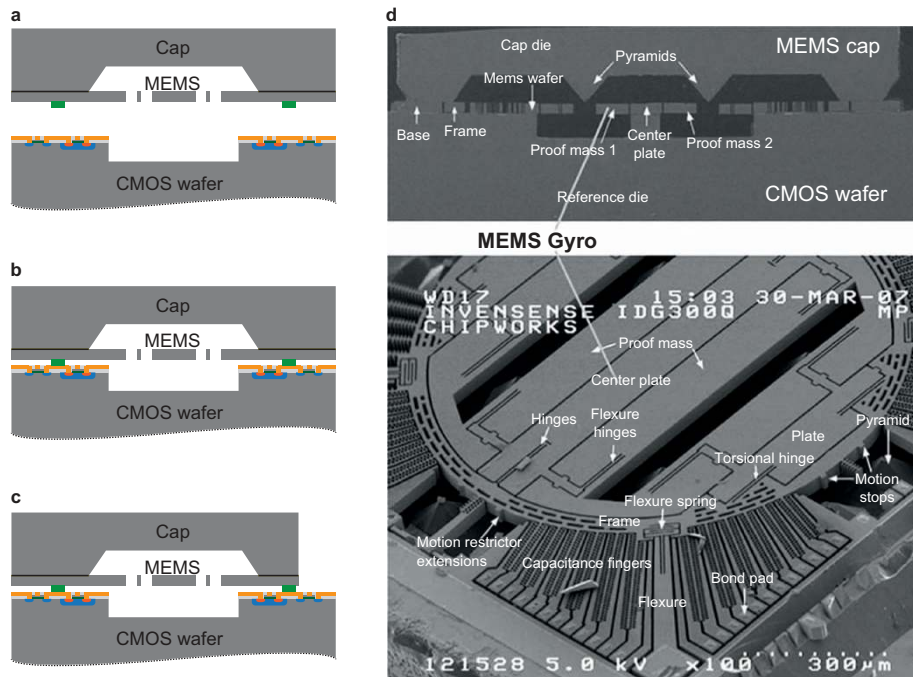 a
Cap
MEMS
CMOS wafer
b
Cap
MEMS
CMOS wafer
c
Cap
MEMS
CMOS wafer
d
Cap die
Pyramids
MEMS cap
Mems wafer
Base
Frame
Center
plate
Proof mass 1
Proof mass 2
Reference die
CMOS wafer
MEMS Gyro
WD17 15:03 30-MAR-07
INVENSENSE IDG300Q MP
CHIPWORKS
Proof mass
Center plate
Hinges
Flexure
hinges
Plate
Pyramid
Torsional hinge
Motion
stops
Flexure spring
Frame
Motion restrictor
extensions
Capacitance fingers
Bond pad
Flexure
121528 5.0 kV x100 300µm